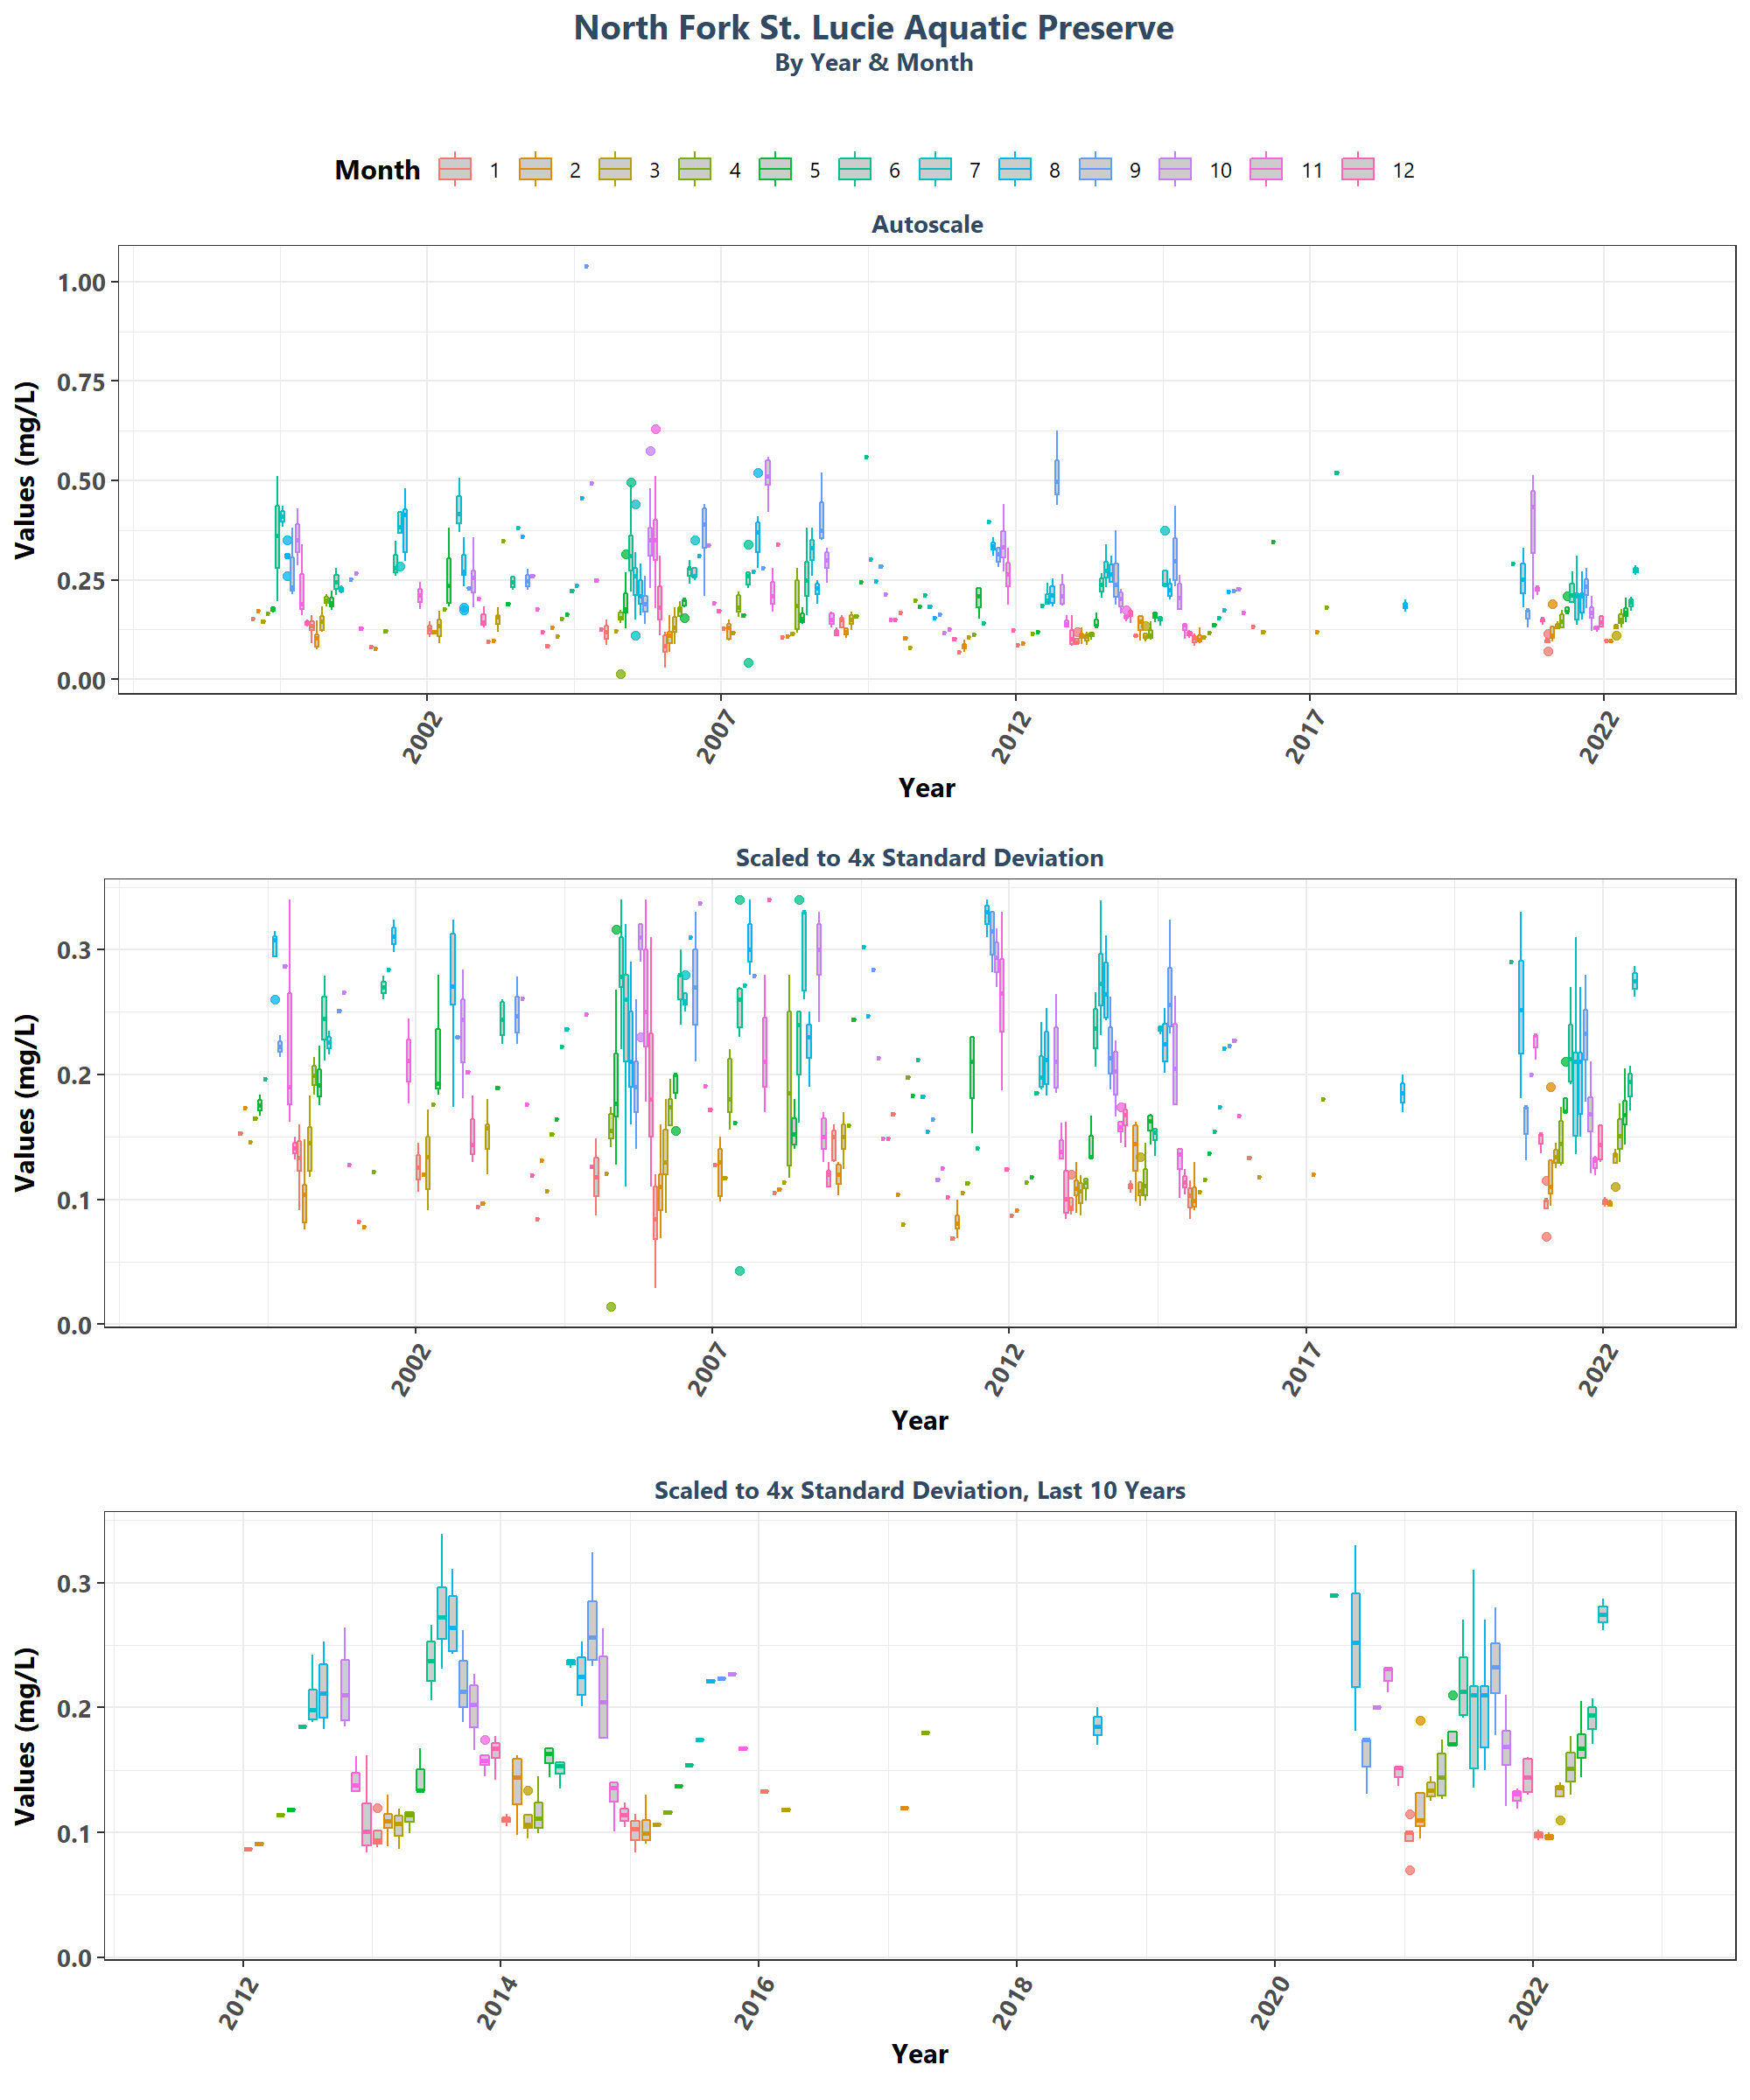 North Fork St. Lucie Aquatic Preserve
By Year & Month
Month 1 2 3 4 5 6 7 8 9 10 11 12
Autoscale
Values (mg/L)
1.00
0.75
0.50
0.25
0.00
2002 2007 2012 2017 2022
Year
Scaled to 4x Standard Deviation
Values (mg/L)
0.3
0.2
0.1
0.0
2002 2007 2012 2017 2022
Year
Scaled to 4x Standard Deviation, Last 10 Years
Values (mg/L)
0.3
0.2
0.1
0.0
2012 2014 2016 2018 2020 2022
Year